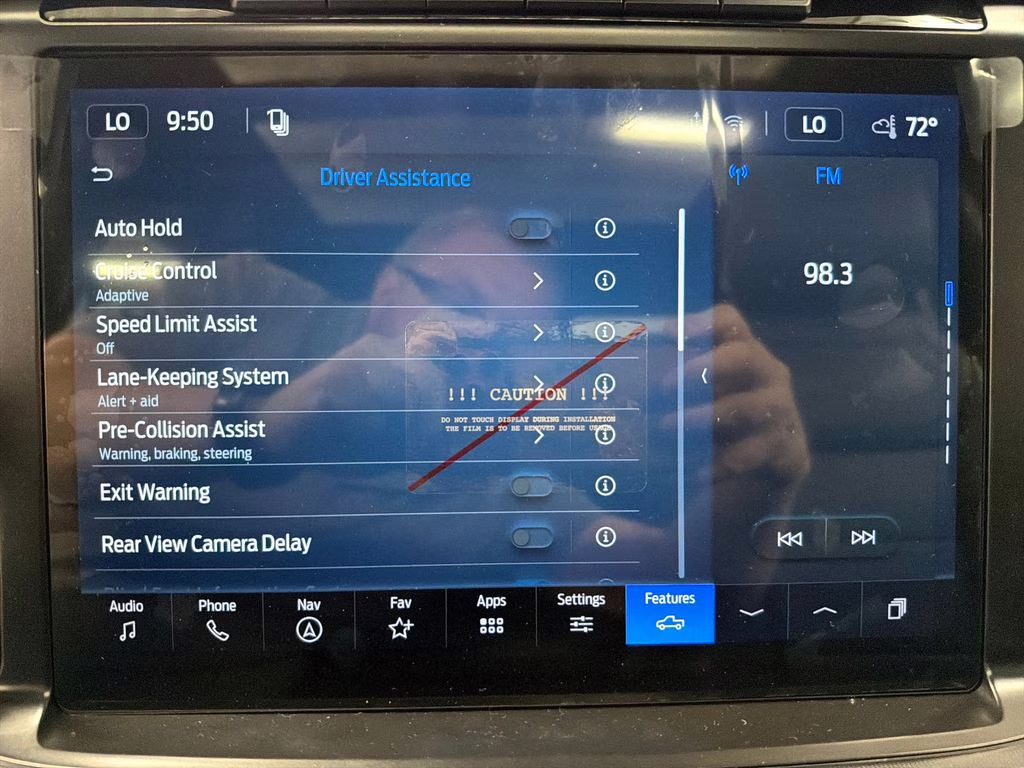 LO 9:50 LO 72°
Driver Assistance FM
Auto Hold
Cruise Control
Adaptive
98.3
Speed Limit Assist
Off
Lane-Keeping System
Alert + aid
!!! CAUTION !!!
DO NOT TOUCH DISPLAY DURING INSTALLATION
THE FILM IS TO BE REMOVED BEFORE USAGE
Pre-Collision Assist
Warning, braking, steering
Exit Warning
Rear View Camera Delay
Audio Phone Nav Fav Apps Settings Features